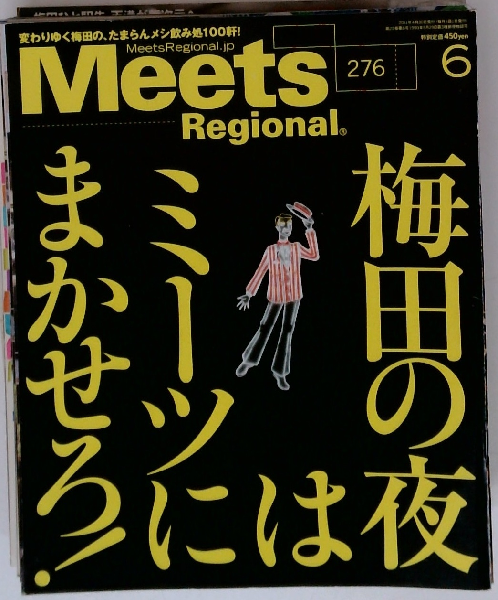 変わりゆく梅田の、たまらんメシ飲み処100軒!
MeetsRegional.jp
Meets
Regional®
276
特別定価450yen
6
梅田の夜は
ミーツに
まかせろ!